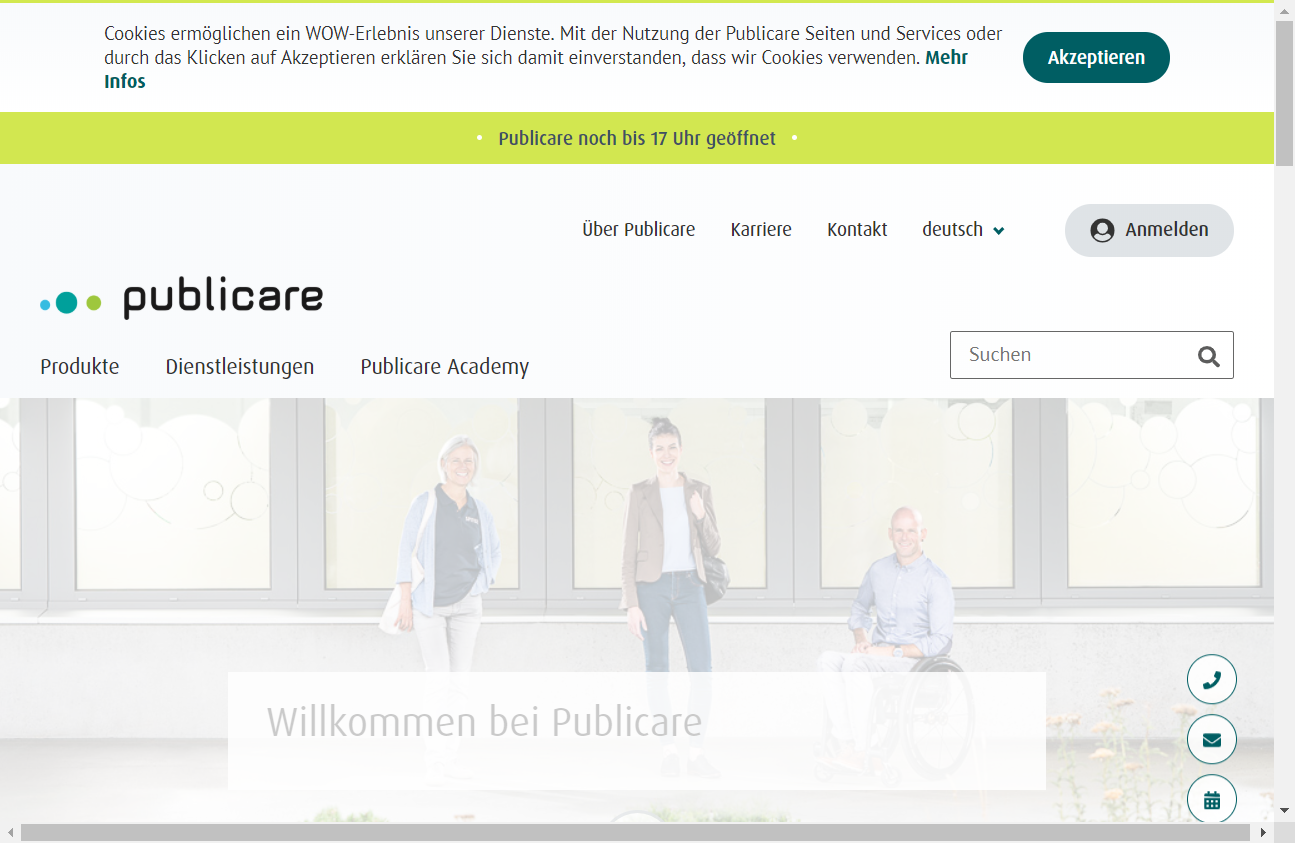 Cookies ermöglichen ein WOW-Erlebnis unserer Dienste. Mit der Nutzung der Publicare Seiten und Services oder
durch das Klicken auf Akzeptieren erklären Sie sich damit einverstanden, dass wir Cookies verwenden. Mehr
Infos
Akzeptieren
• Publicare noch bis 17 Uhr geöffnet •
Über Publicare Karriere Kontakt deutsch Anmelden
publicare
Suchen
Produkte Dienstleistungen Publicare Academy
Willkommen bei Publicare